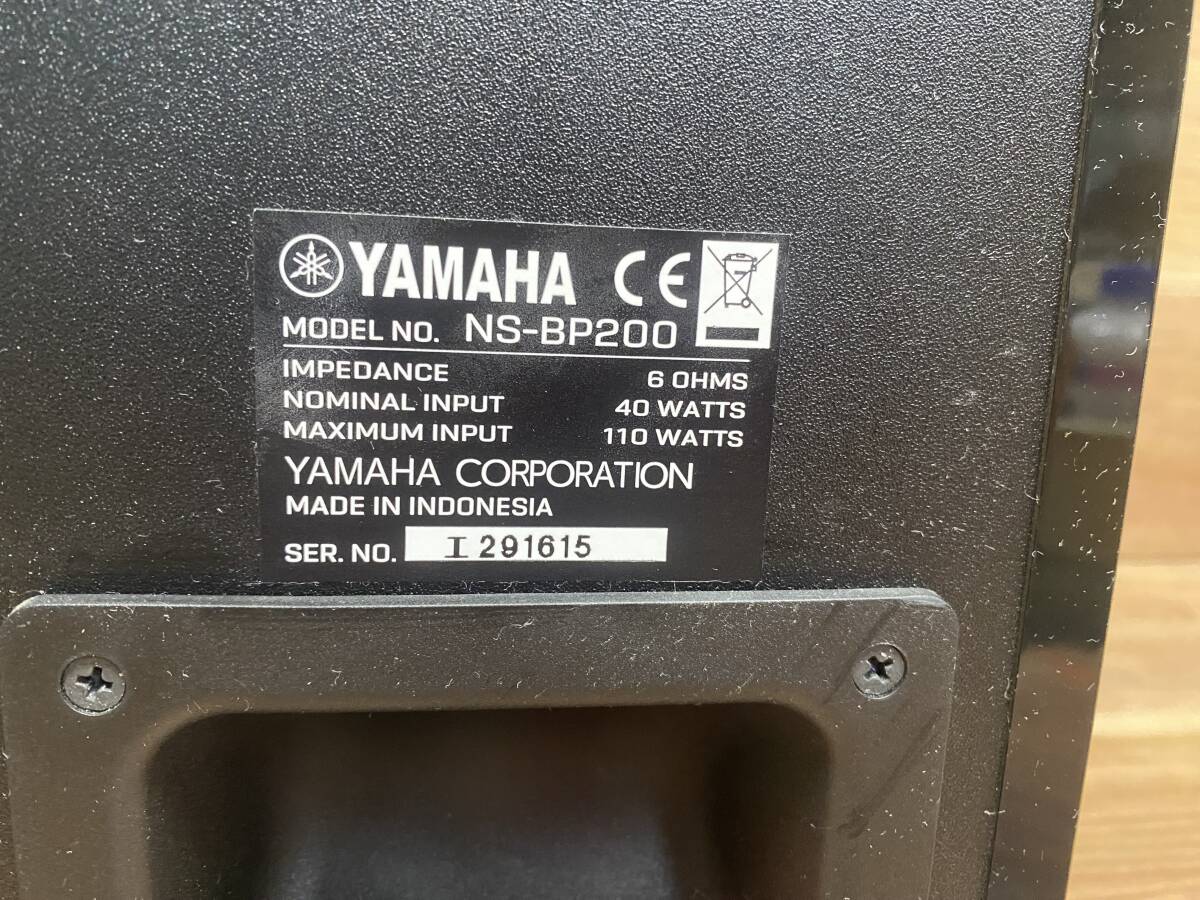 YAMAHA CE
MODEL NO. NS-BP200
IMPEDANCE 6 OHMS
NOMINAL INPUT 40 WATTS
MAXIMUM INPUT 110 WATTS
YAMAHA CORPORATION
MADE IN INDONESIA
SER. NO. I 291615